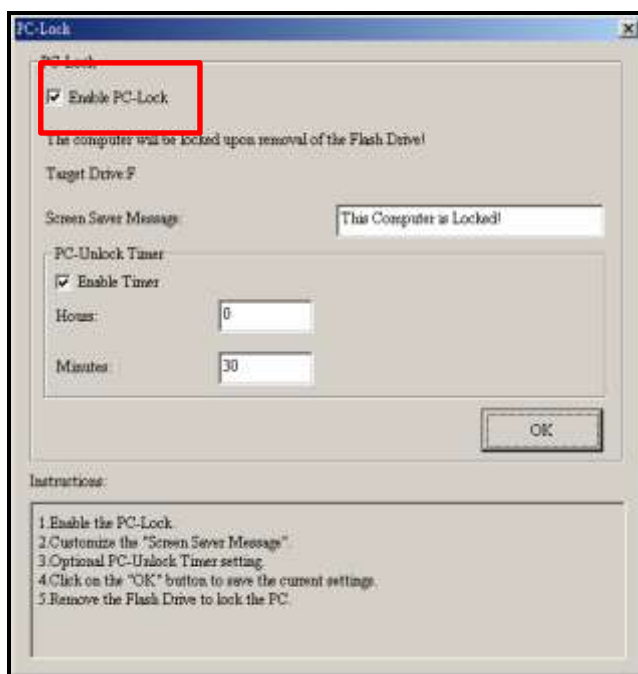 PC-Lock
PC-Lock
Enable PC-Lock
The computer will be locked upon removal of the Flash Drive!
Target Drive:F
Screen Saver Message: This Computer is Locked!
PC-Unlock Timer
Enable Timer
Hours: 0
Minutes: 30
OK
Instructions:
1.Enable the PC-Lock.
2.Customize the "Screen Saver Message".
3.Optional PC-Unlock Timer setting.
4.Click on the "OK" button to save the current settings.
5.Remove the Flash Drive to lock the PC.